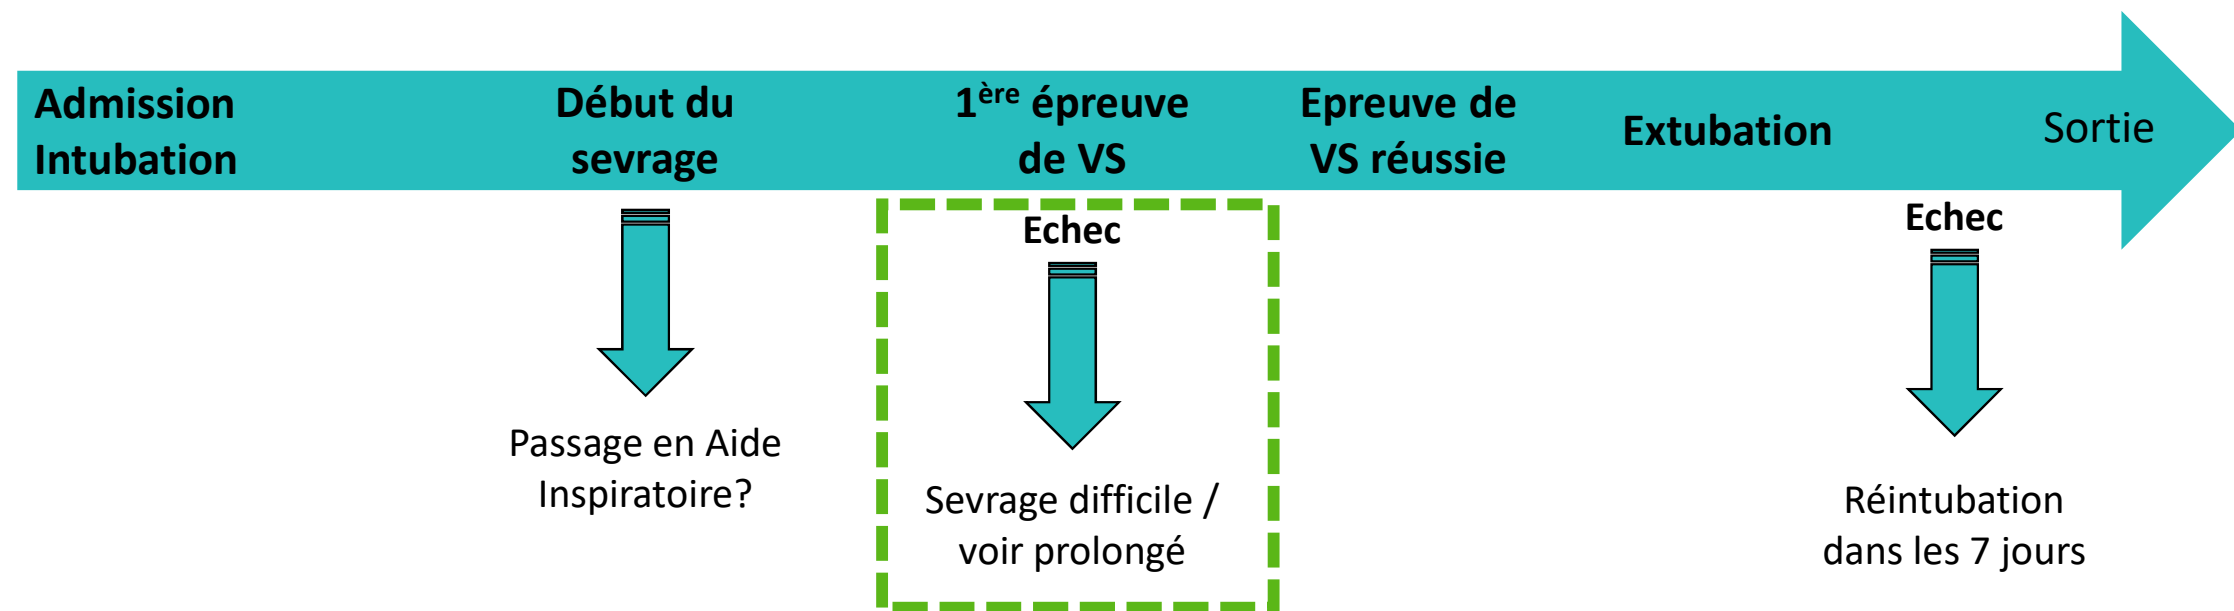 Admission
Intubation
Début du
sevrage
1ère épreuve
de VS
Epreuve de
VS réussie
Extubation
Sortie
Passage en Aide
Inspiratoire?
Echec
Sevrage difficile /
voir prolongé
Echec
Réintubation
dans les 7 jours